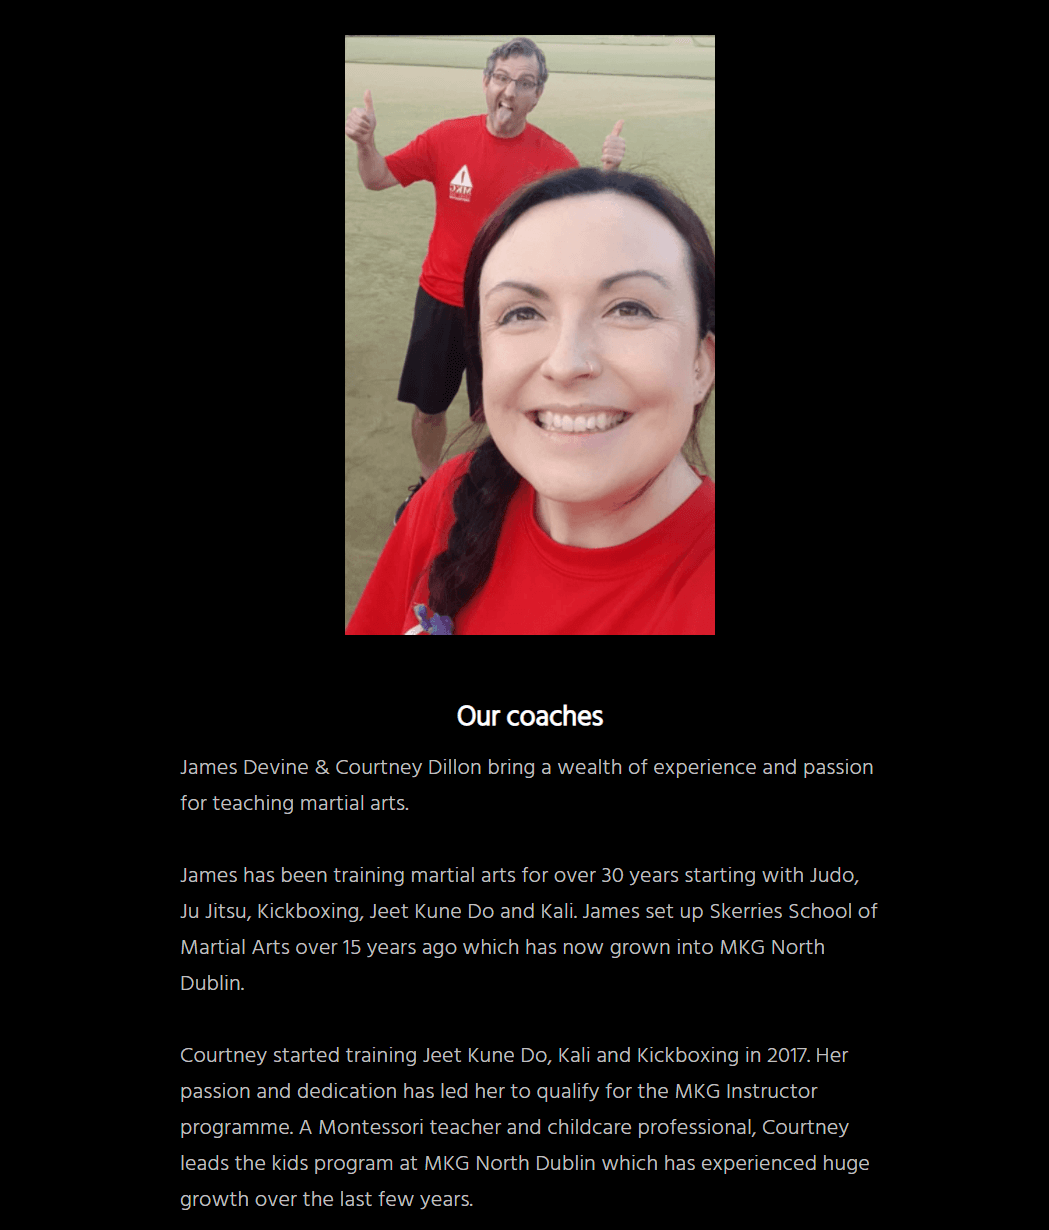 MKG
Our coaches
James Devine & Courtney Dillon bring a wealth of experience and passion
for teaching martial arts.
James has been training martial arts for over 30 years starting with Judo,
Ju Jitsu, Kickboxing, Jeet Kune Do and Kali. James set up Skerries School of
Martial Arts over 15 years ago which has now grown into MKG North
Dublin.
Courtney started training Jeet Kune Do, Kali and Kickboxing in 2017. Her
passion and dedication has led her to qualify for the MKG Instructor
programme. A Montessori teacher and childcare professional, Courtney
leads the kids program at MKG North Dublin which has experienced huge
growth over the last few years.